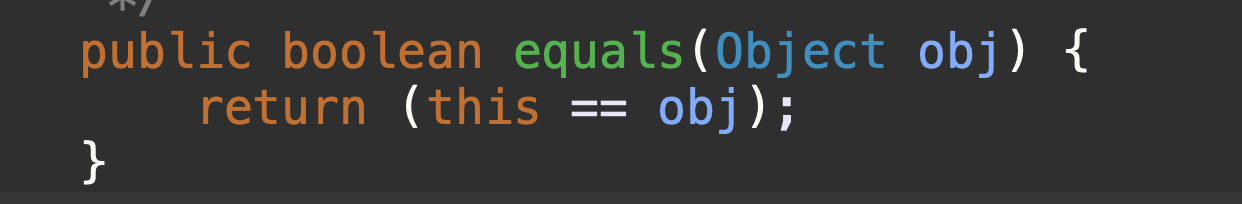 */
public boolean equals(Object obj) {
return (this == obj);
}